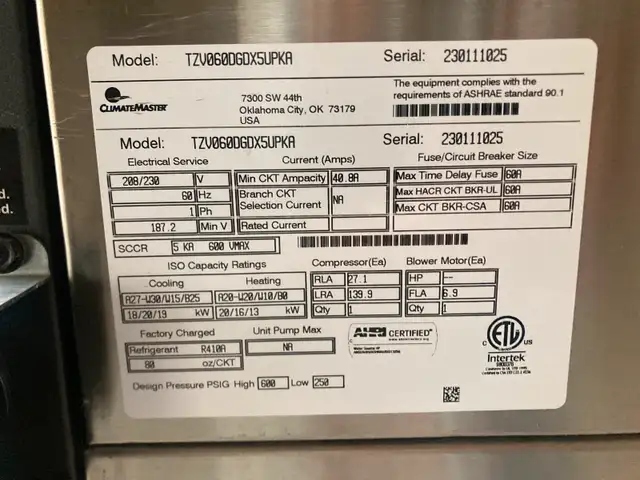 Model: TZV060DGDX5UPKA Serial: 230111025
CLIMATEMASTER
7300 SW 44th
Oklahoma City, OK 73179
USA
The equipment complies with the
requirements of ASHRAE standard 90.1
Model: TZV060DGDX5UPKA Serial: 230111025
Electrical Service
208/230 V
60 Hz
1 Ph
187.2 Min V
Current (Amps)
Min CKT Ampacity 40.8A
Branch CKT
Selection Current NA
Rated Current
Fuse/Circuit Breaker Size
Max Time Delay Fuse 60A
Max HACR CKT BKR-UL 60A
Max CKT BKR-CSA 60A
SCCR 5 KA 600 VMAX
ISO Capacity Ratings
Cooling Heating
A27-W30/W15/B25 A20-W20/W10/B0
18/20/19 kW 20/16/13 kW
Compressor(Ea)
RLA 27.1
LRA 139.9
Qty 1
Blower Motor(Ea)
HP --
FLA 6.9
Qty 1
Factory Charged
Refrigerant R410A
80 oz/CKT
Unit Pump Max
NA
AHRI CERTIFIED
C ETL US
Intertek
Design Pressure PSIG High 600 Low 250
d.
nd.